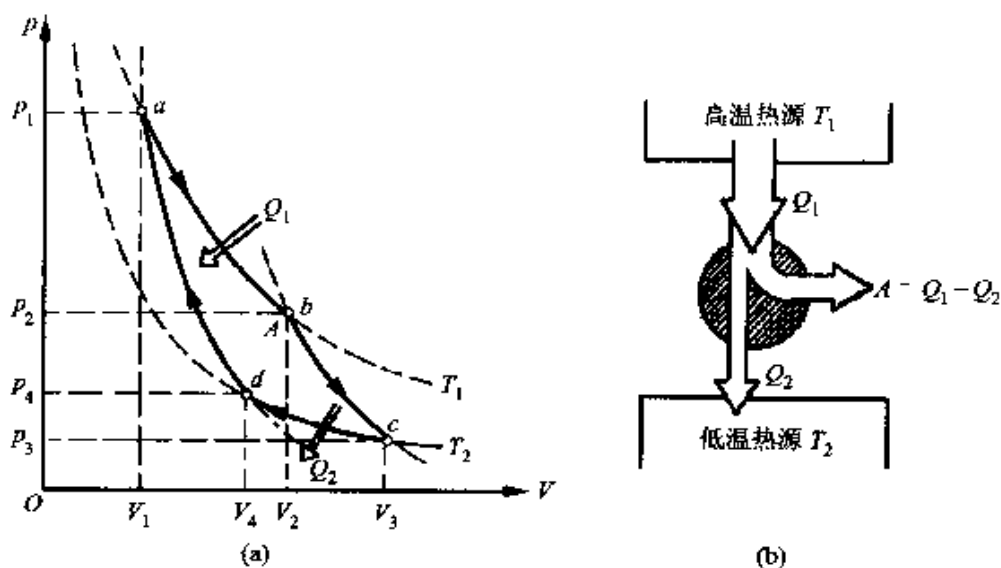 p
p₁
a
Q₁
p₂
b
A
T₁
p₄
d
p₃
c
T₂
Q₂
O
V₁
V₄
V₂
V₃
V
(a)
高温热源 T₁
Q₁
A = Q₁ − Q₂
Q₂
低温热源 T₂
(b)